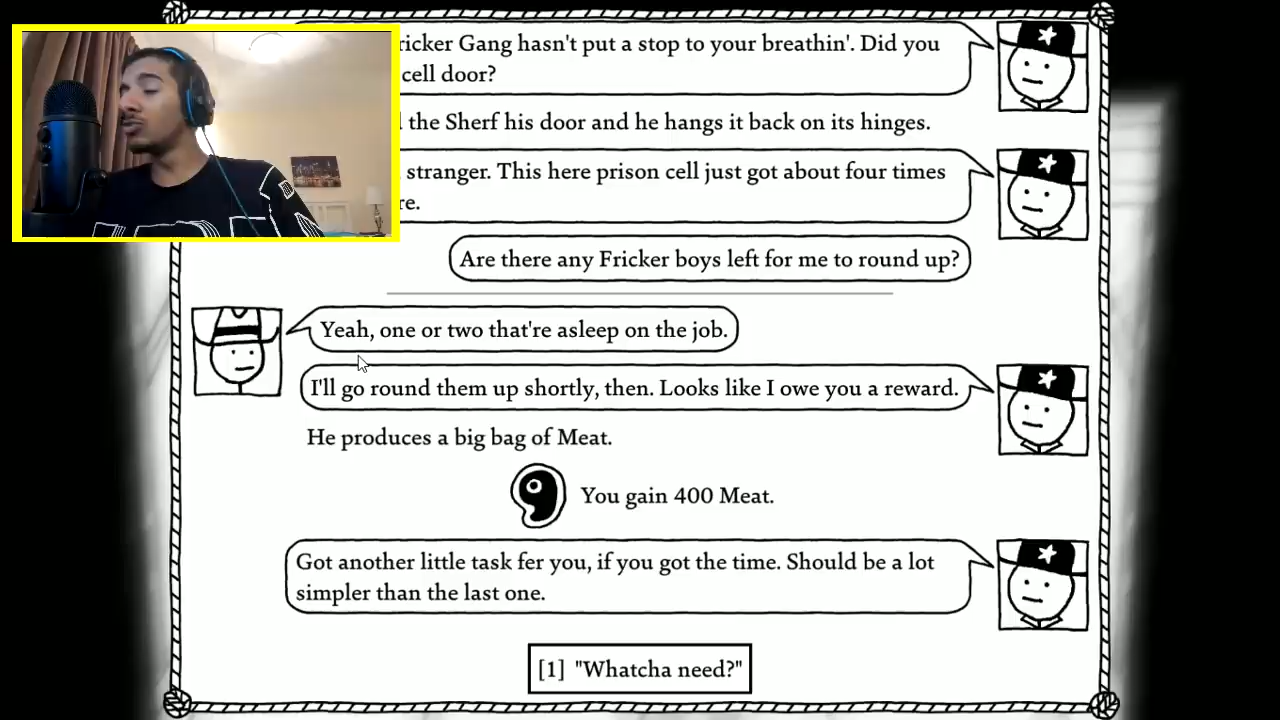 ricker Gang hasn't put a stop to your breathin'. Did you
cell door?
the Sherf his door and he hangs it back on its hinges.
stranger. This here prison cell just got about four times
re.
Are there any Fricker boys left for me to round up?
Yeah, one or two that're asleep on the job.
I'll go round them up shortly, then. Looks like I owe you a reward.
He produces a big bag of Meat.
You gain 400 Meat.
Got another little task fer you, if you got the time. Should be a lot
simpler than the last one.
[1] "Whatcha need?"